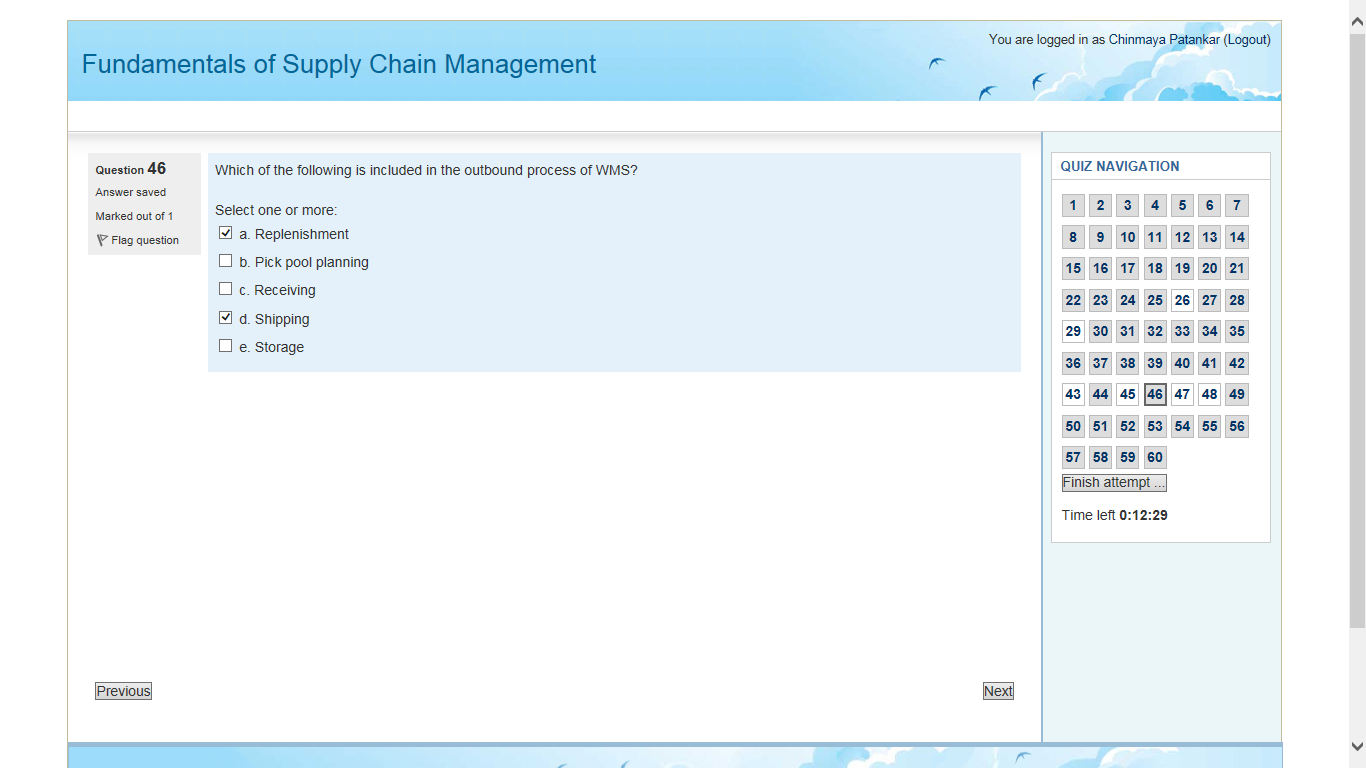 You are logged in as Chinmaya Patankar (Logout)
Fundamentals of Supply Chain Management
Question 46
Answer saved
Marked out of 1
Flag question
Which of the following is included in the outbound process of WMS?
Select one or more:
a. Replenishment
b. Pick pool planning
c. Receiving
d. Shipping
e. Storage
Previous
Next
QUIZ NAVIGATION
1 2 3 4 5 6 7
8 9 10 11 12 13 14
15 16 17 18 19 20 21
22 23 24 25 26 27 28
29 30 31 32 33 34 35
36 37 38 39 40 41 42
43 44 45 46 47 48 49
50 51 52 53 54 55 56
57 58 59 60
Finish attempt ...
Time left 0:12:29